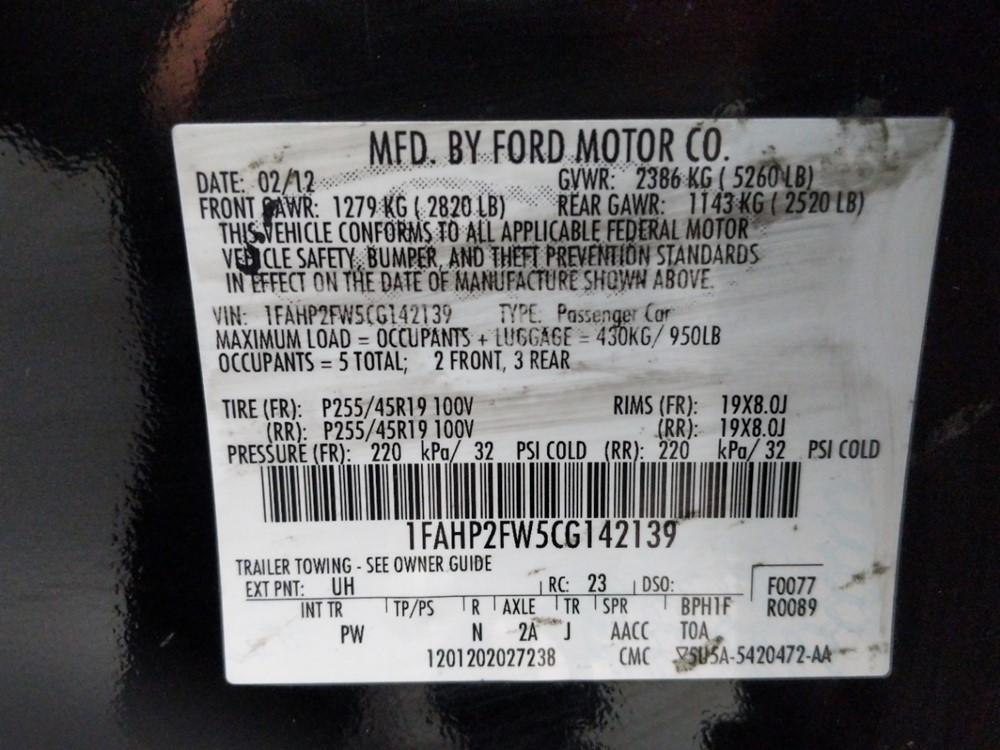 MFD. BY FORD MOTOR CO.
DATE: 02/12 GVWR: 2386 KG ( 5260 LB)
FRONT GAWR: 1279 KG ( 2820 LB) REAR GAWR: 1143 KG ( 2520 LB)
THIS VEHICLE CONFORMS TO ALL APPLICABLE FEDERAL MOTOR
VEHICLE SAFETY, BUMPER, AND THEFT PREVENTION STANDARDS
IN EFFECT ON THE DATE OF MANUFACTURE SHOWN ABOVE.
VIN: 1FAHP2FW5CG142139 TYPE: Passenger Car
MAXIMUM LOAD = OCCUPANTS + LUGGAGE = 430KG/ 950LB
OCCUPANTS = 5 TOTAL; 2 FRONT, 3 REAR
TIRE (FR): P255/45R19 100V RIMS (FR): 19X8.0J
(RR): P255/45R19 100V (RR): 19X8.0J
PRESSURE (FR): 220 kPa/ 32 PSI COLD (RR): 220 kPa/ 32 PSI COLD
1FAHP2FW5CG142139
TRAILER TOWING - SEE OWNER GUIDE
EXT PNT: UH RC: 23 DSO: F0077
INT TR TP/PS R AXLE TR SPR BPH1F R0089
PW N 2A J AACC TOA
1201202027238 CMC 5U5A-5420472-AA